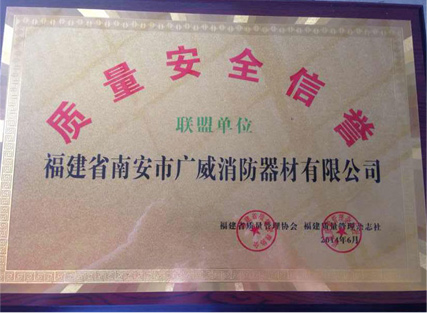 质量安全信誉
联盟单位
福建省南安市广威消防器材有限公司
福建省质量管理协会 福建质量管理杂志社
2014年6月